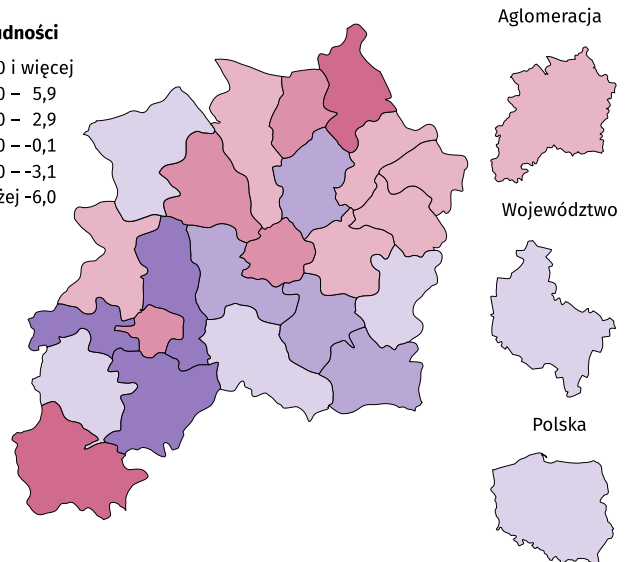 udności
0 i więcej
0 – 5,9
0 – 2,9
0 – -0,1
0 – -3,1
żej -6,0
Aglomeracja
Województwo
Polska